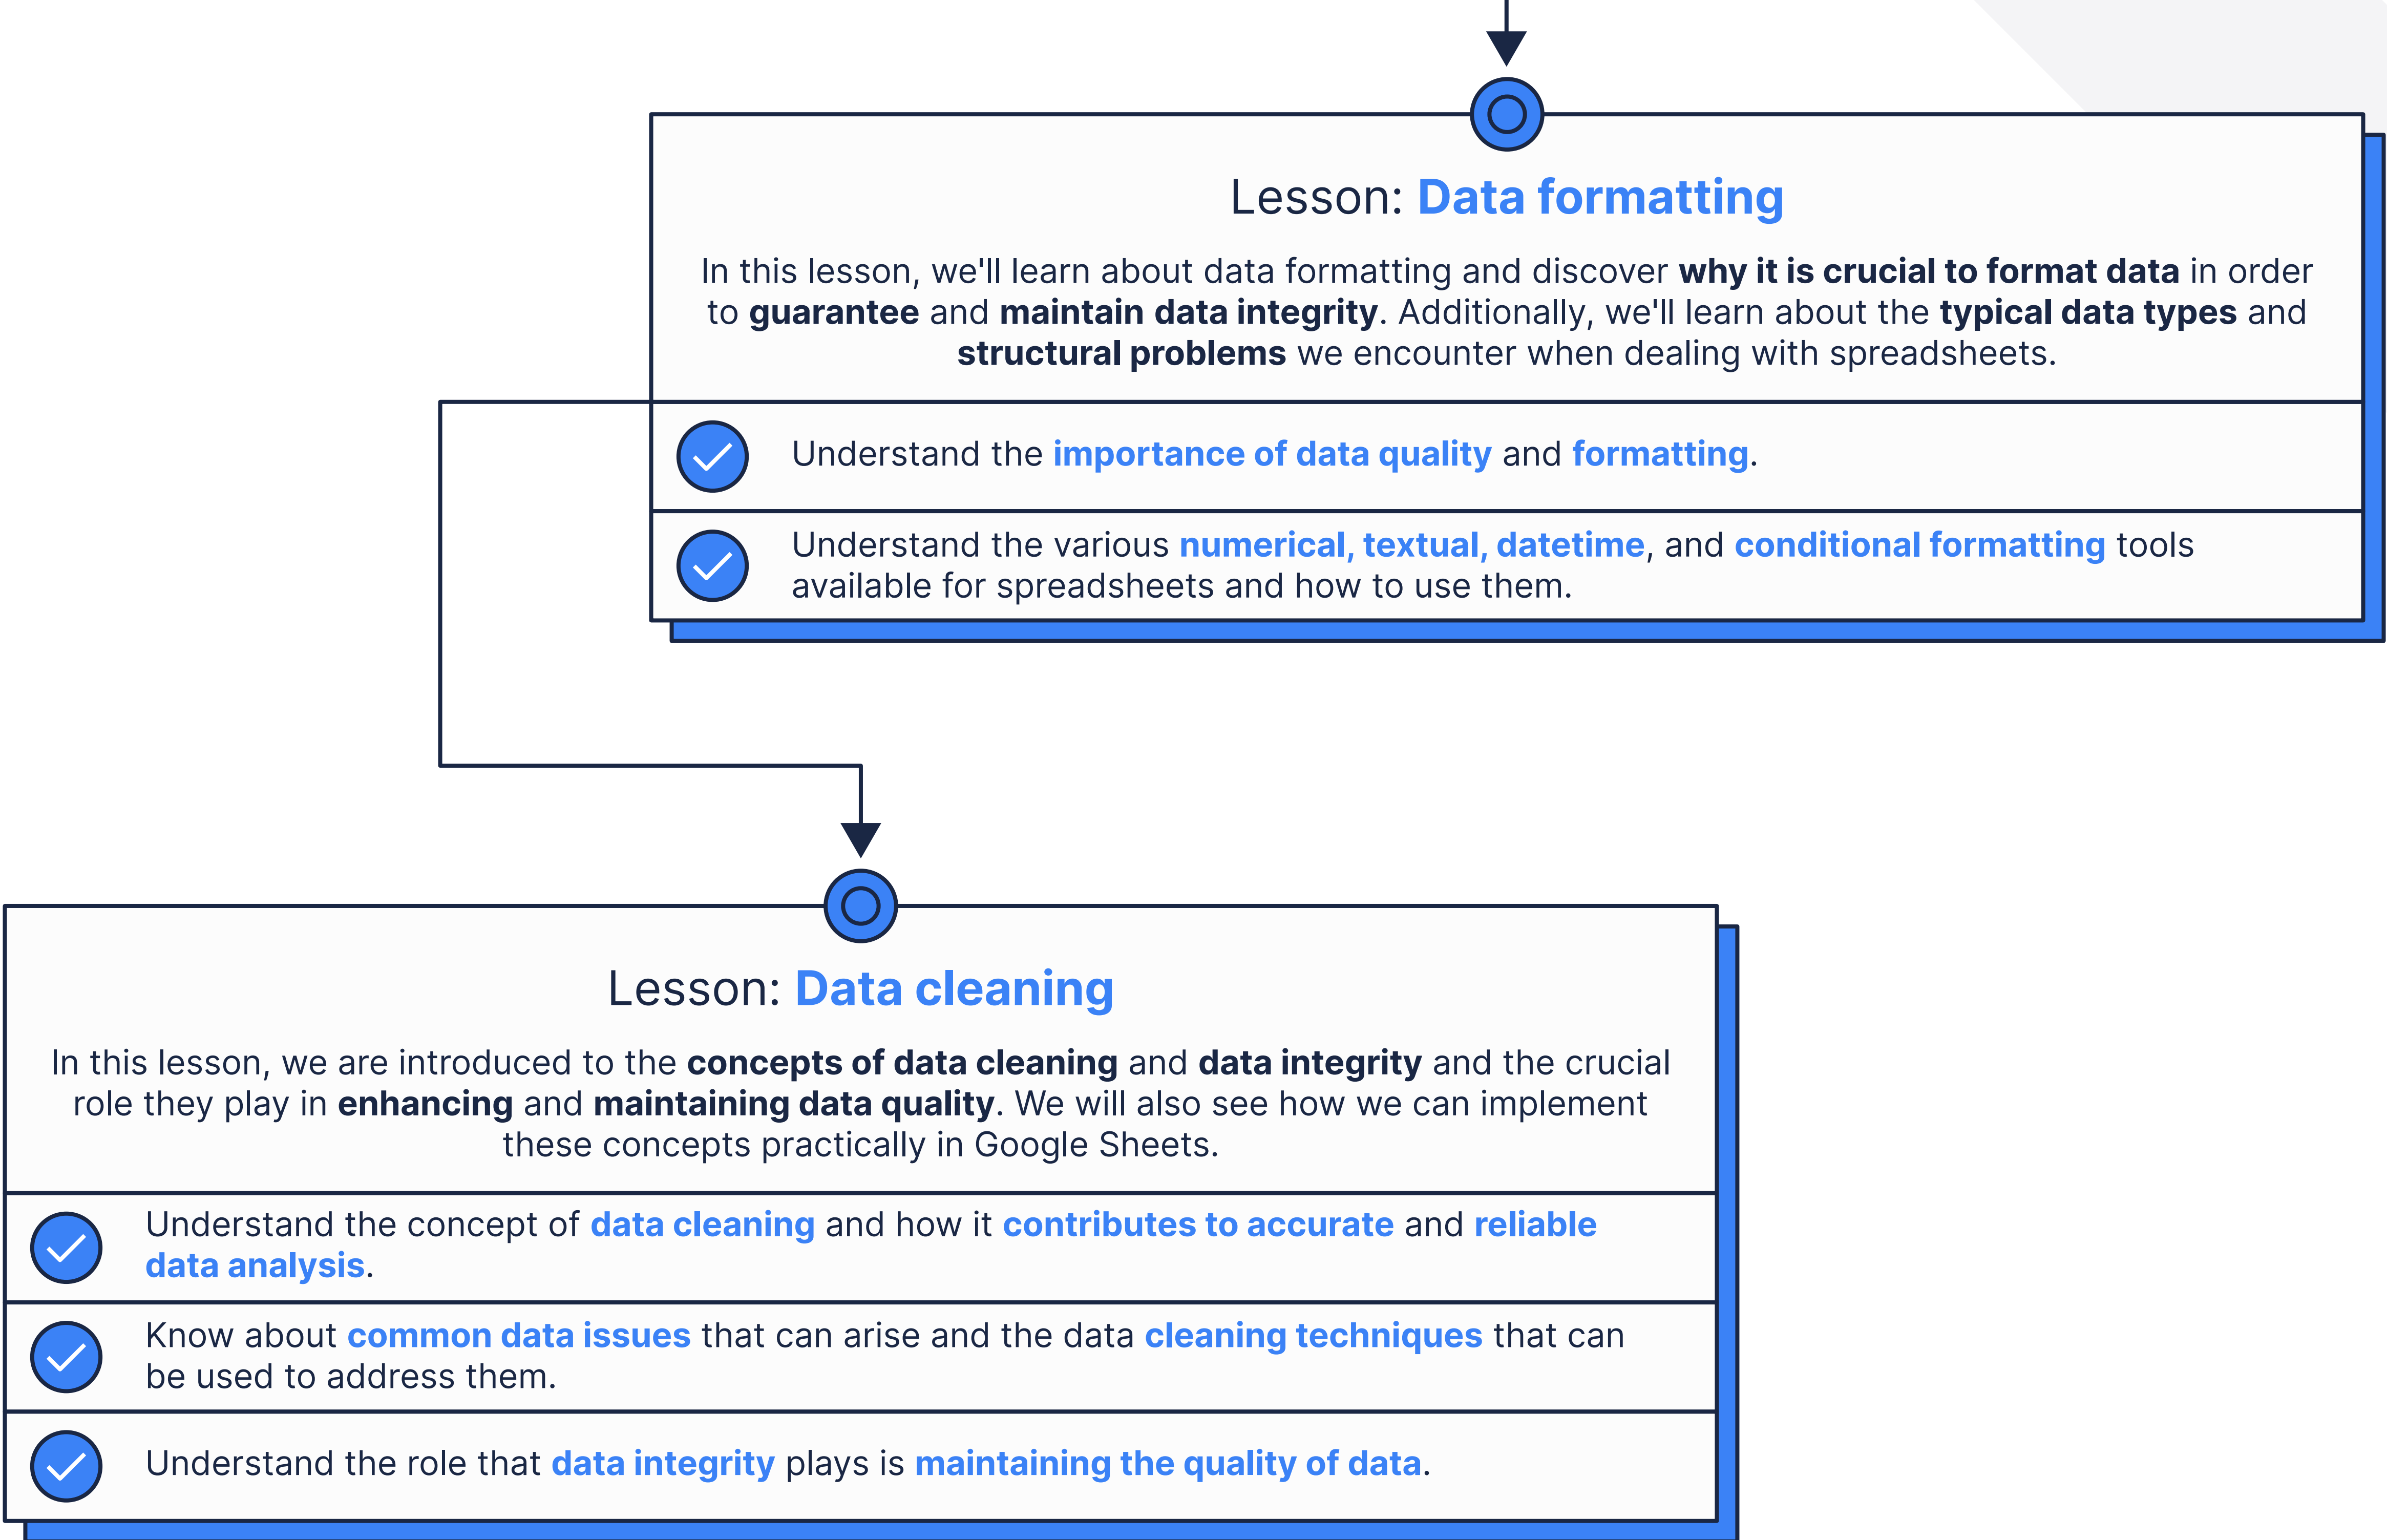 Lesson: Data formatting
In this lesson, we'll learn about data formatting and discover why it is crucial to format data in order
to guarantee and maintain data integrity. Additionally, we'll learn about the typical data types and
structural problems we encounter when dealing with spreadsheets.
Understand the importance of data quality and formatting.
Understand the various numerical, textual, datetime, and conditional formatting tools
available for spreadsheets and how to use them.
Lesson: Data cleaning
In this lesson, we are introduced to the concepts of data cleaning and data integrity and the crucial
role they play in enhancing and maintaining data quality. We will also see how we can implement
these concepts practically in Google Sheets.
Understand the concept of data cleaning and how it contributes to accurate and reliable
data analysis.
Know about common data issues that can arise and the data cleaning techniques that can
be used to address them.
Understand the role that data integrity plays is maintaining the quality of data.